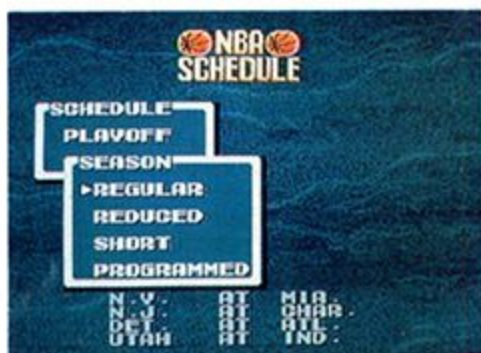 NBA
SCHEDULE
SCHEDULE
PLAYOFF
SEASON
▶REGULAR
REDUCED
SHORT
PROGRAMMED
N.Y. AT MIA.
N.J. AT CHAR.
DET. AT ATL.
UTAH AT IND.